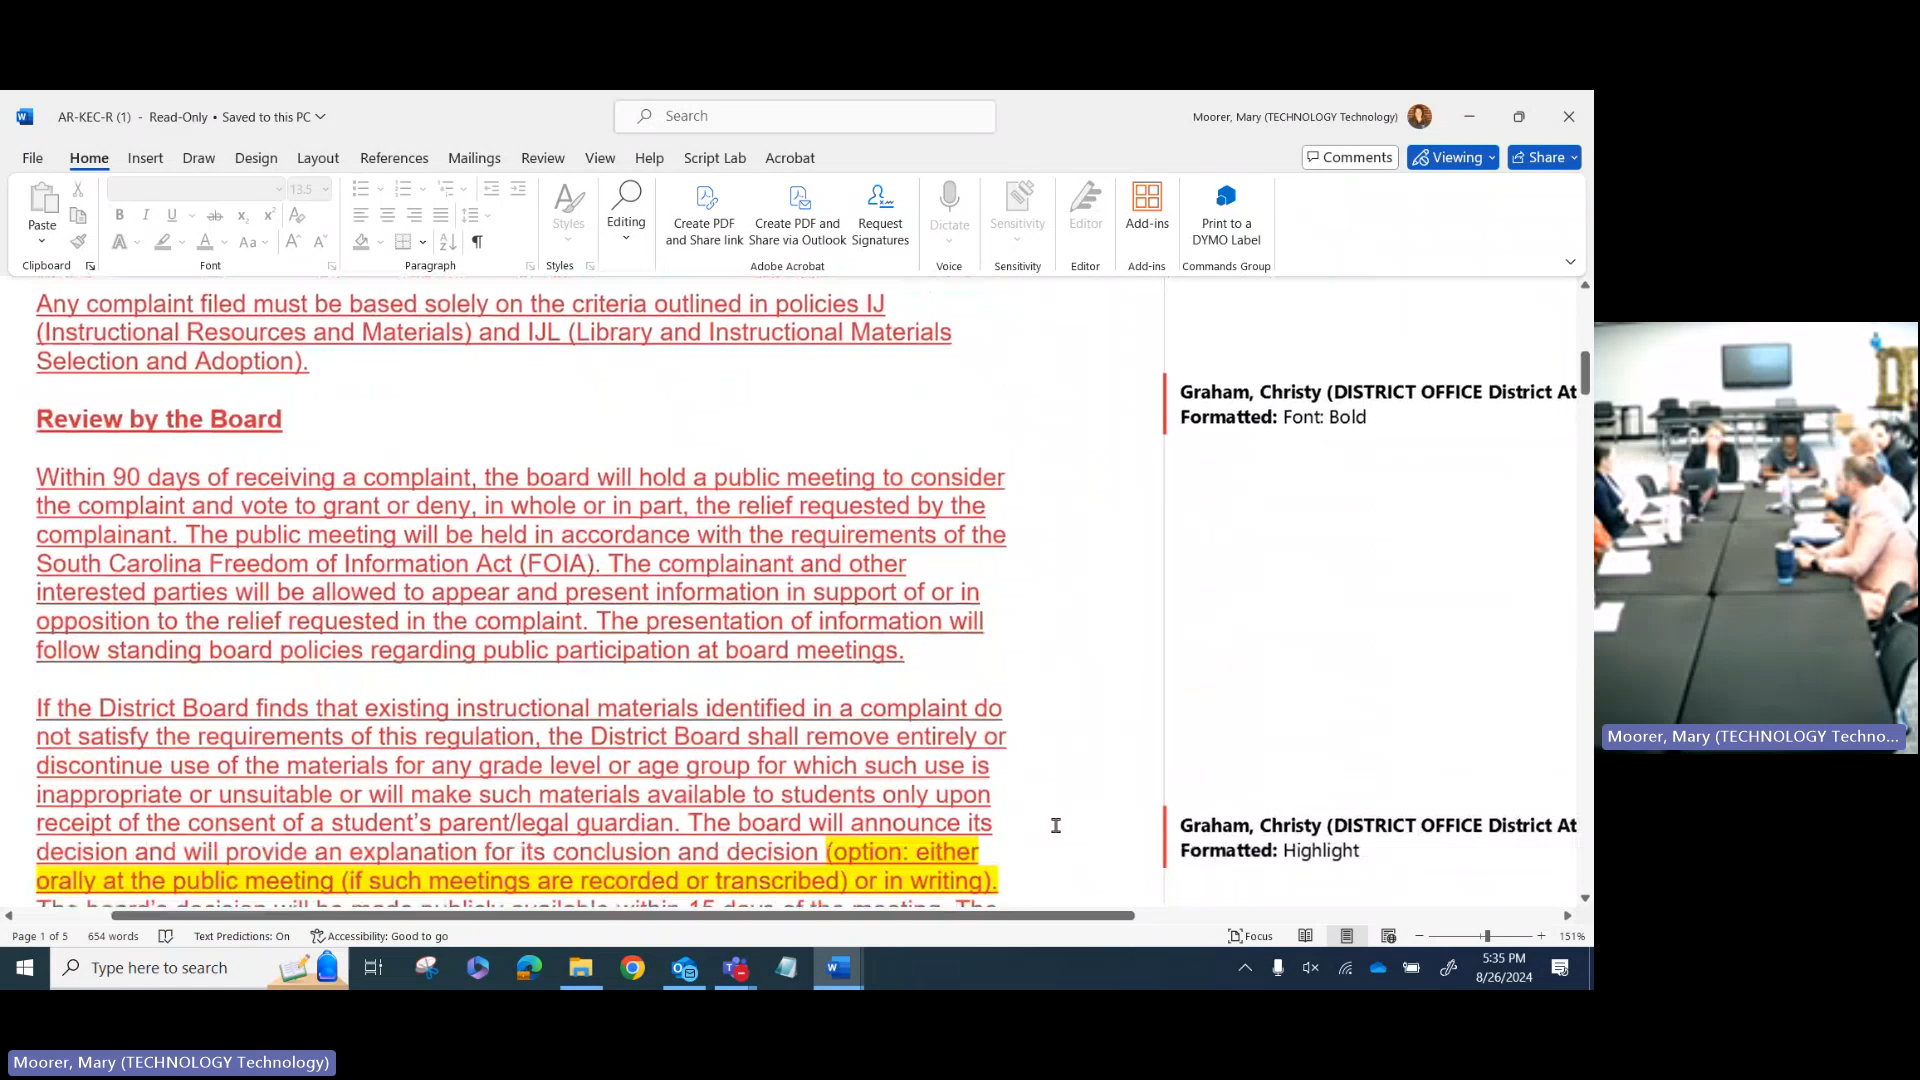 AR-KEC-R (1) - Read-Only • Saved to this PC
Search
Moorer, Mary (TECHNOLOGY Technology)
File Home Insert Draw Design Layout References Mailings Review View Help Script Lab Acrobat
Comments Viewing Share
13.5
Paste
Styles
Editing
Create PDF and Share link
Create PDF and Share via Outlook
Request Signatures
Dictate
Sensitivity
Editor
Add-ins
Print to a DYMO Label
Clipboard Font Paragraph Styles Adobe Acrobat Voice Sensitivity Editor Add-ins Commands Group
Any complaint filed must be based solely on the criteria outlined in policies IJ
(Instructional Resources and Materials) and IJL (Library and Instructional Materials
Selection and Adoption).
Review by the Board
Within 90 days of receiving a complaint, the board will hold a public meeting to consider
the complaint and vote to grant or deny, in whole or in part, the relief requested by the
complainant. The public meeting will be held in accordance with the requirements of the
South Carolina Freedom of Information Act (FOIA). The complainant and other
interested parties will be allowed to appear and present information in support of or in
opposition to the relief requested in the complaint. The presentation of information will
follow standing board policies regarding public participation at board meetings.
If the District Board finds that existing instructional materials identified in a complaint do
not satisfy the requirements of this regulation, the District Board shall remove entirely or
discontinue use of the materials for any grade level or age group for which such use is
inappropriate or unsuitable or will make such materials available to students only upon
receipt of the consent of a student's parent/legal guardian. The board will announce its
decision and will provide an explanation for its conclusion and decision (option: either
orally at the public meeting (if such meetings are recorded or transcribed) or in writing).
The board's decision will be made publicly available within 15 days of the meeting. The
Graham, Christy (DISTRICT OFFICE District At
Formatted: Font: Bold
Graham, Christy (DISTRICT OFFICE District At
Formatted: Highlight
Page 1 of 5 654 words Text Predictions: On Accessibility: Good to go
Focus 151%
Type here to search
5:35 PM
8/26/2024
Moorer, Mary (TECHNOLOGY Techno...
Moorer, Mary (TECHNOLOGY Technology)